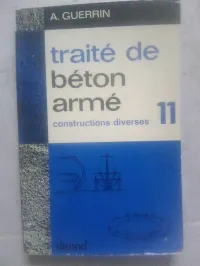 A. GUERRIN
traité de
béton
armé
constructions diverses 11
dunod